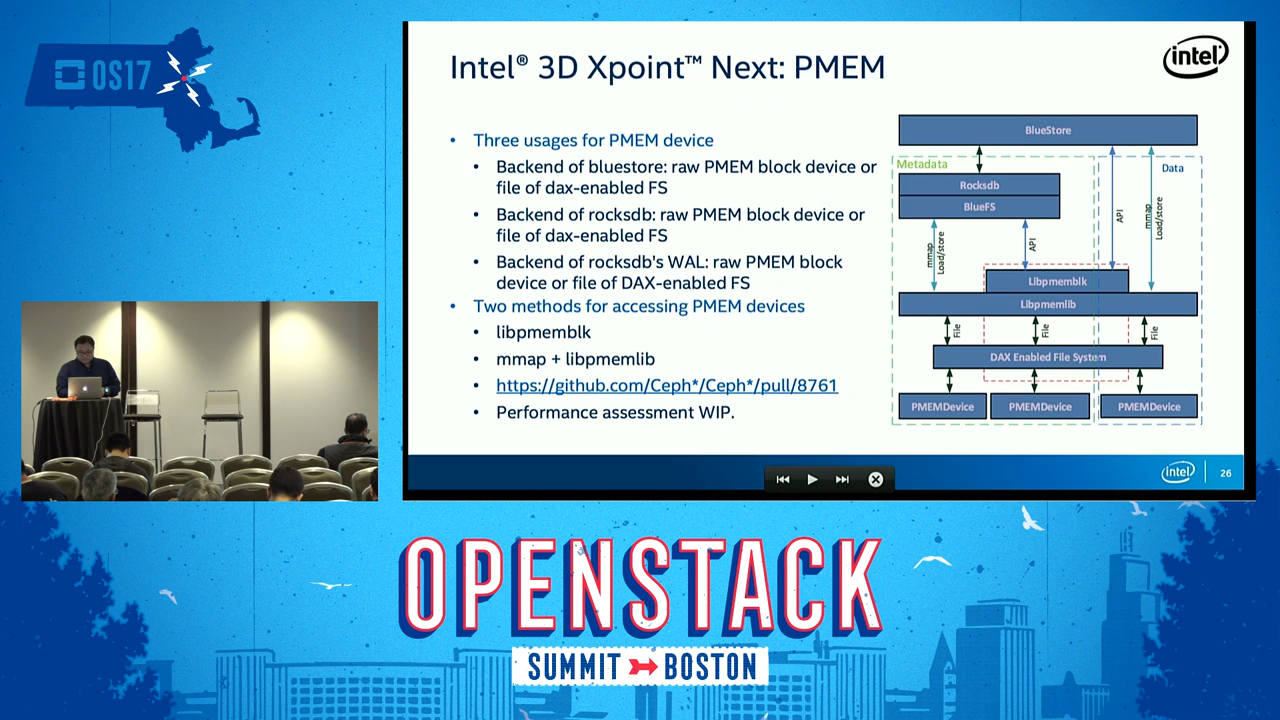 OS17
Intel® 3D Xpoint™ Next: PMEM
intel
• Three usages for PMEM device
• Backend of bluestore: raw PMEM block device or
file of dax-enabled FS
• Backend of rocksdb: raw PMEM block device or
file of dax-enabled FS
• Backend of rocksdb's WAL: raw PMEM block
device or file of DAX-enabled FS
• Two methods for accessing PMEM devices
• libpmemblk
• mmap + libpmemlib
• https://github.com/Ceph*/Ceph*/pull/8761
• Performance assessment WIP.
BlueStore
Metadata
Data
Rocksdb
BlueFS
mmap
Load/store
API
API
mmap
Load/store
Libpmemblk
Libpmemlib
File
File
File
DAX Enabled File System
PMEMDevice
PMEMDevice
PMEMDevice
intel
26
OPENSTACK
SUMMIT BOSTON